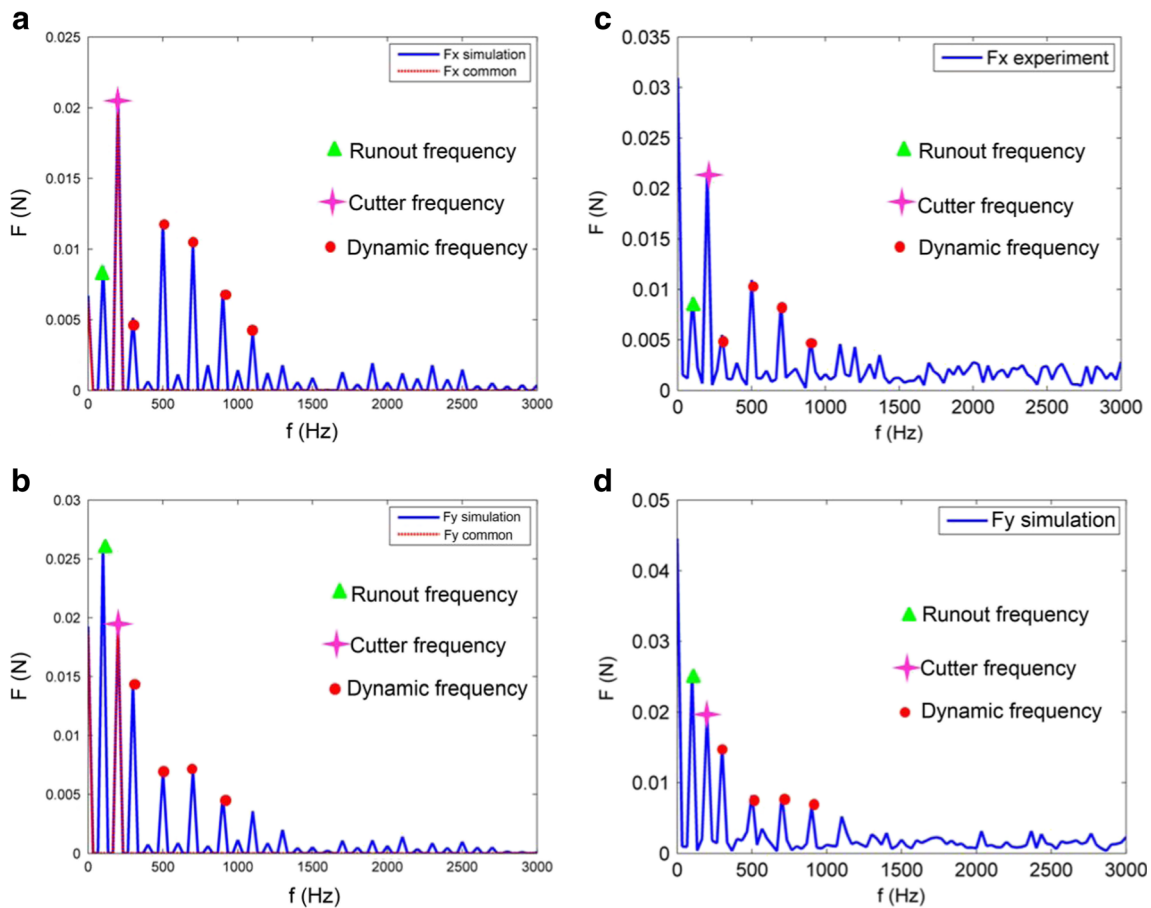 a
0.025
0.02
0.015
0.01
0.005
0
F (N)
Fx simulation
Fx common
Runout frequency
Cutter frequency
Dynamic frequency
0 500 1000 1500 2000 2500 3000
f (Hz)
c
0.035
0.03
0.025
0.02
0.015
0.01
0.005
0
F (N)
Fx experiment
Runout frequency
Cutter frequency
Dynamic frequency
0 500 1000 1500 2000 2500 3000
f (Hz)
b
0.03
0.025
0.02
0.015
0.01
0.005
0
F (N)
Fy simulation
Fy common
Runout frequency
Cutter frequency
Dynamic frequency
0 500 1000 1500 2000 2500 3000
f (Hz)
d
0.05
0.04
0.03
0.02
0.01
0
F (N)
Fy simulation
Runout frequency
Cutter frequency
Dynamic frequency
0 500 1000 1500 2000 2500 3000
f (Hz)